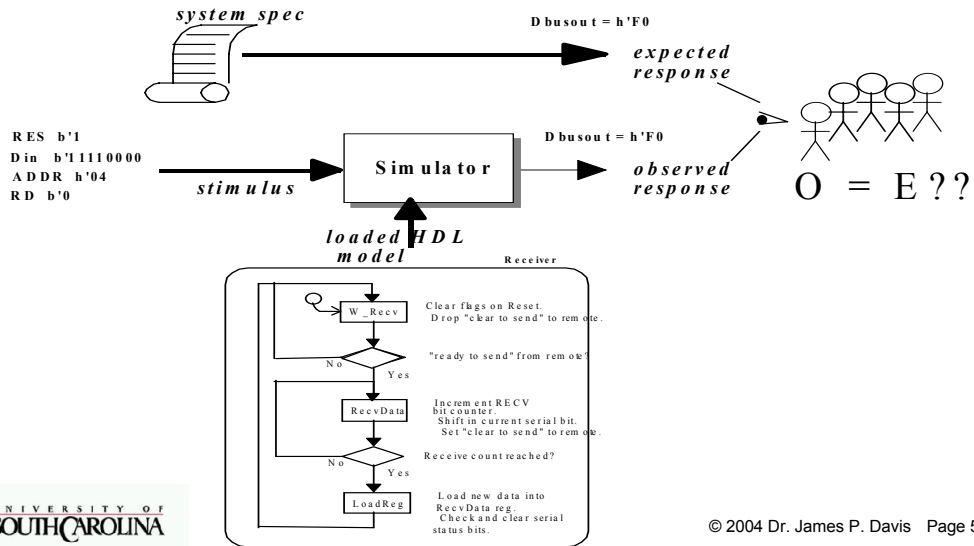 system spec
Dbusout = h'F0
expected
response
RES b'1
Din b'11110000
ADDR h'04
RD b'0
stimulus
Simulator
Dbusout = h'F0
observed
response
O = E??
loaded HDL
model
Receiver
W_Recv
Clear flags on Reset.
Drop "clear to send" to remote.
"ready to send" from remote?
No
Yes
RecvData
Increment RECV
bit counter.
Shift in current serial bit.
Set "clear to send" to remote.
Receive count reached?
No
Yes
LoadReg
Load new data into
RecvData reg.
Check and clear serial
status bits.
SOUTH CAROLINA
© 2004 Dr. James P. Davis Page